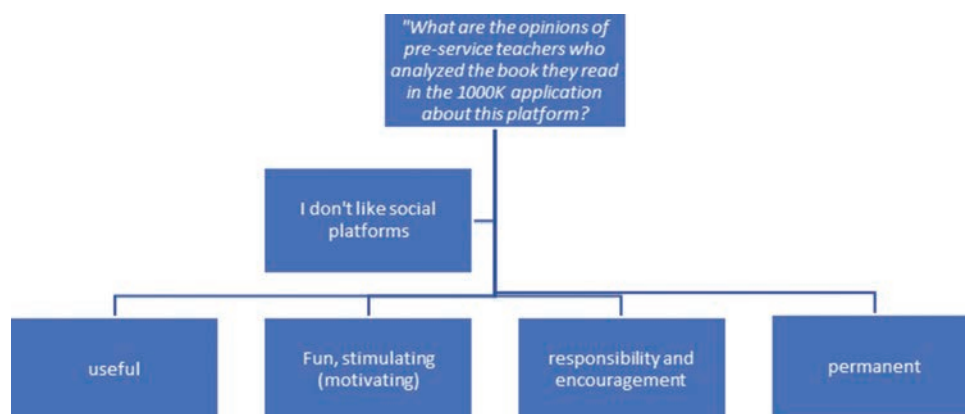 "What are the opinions of
pre-service teachers who
analyzed the book they read
in the 1000K application
about this platform?
I don't like social
platforms
useful
Fun, stimulating
(motivating)
responsibility and
encouragement
permanent